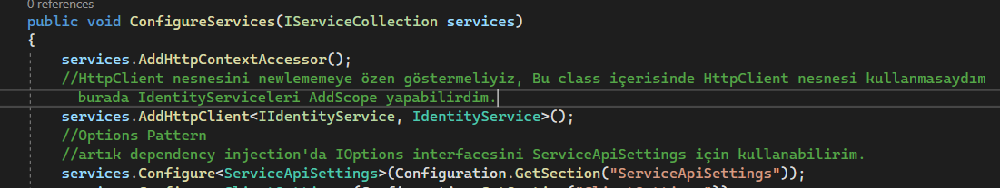 0 references
public void ConfigureServices(IServiceCollection services)
{
services.AddHttpContextAccessor();
//HttpClient nesnesini newlememeye özen göstermeliyiz, Bu class içerisinde HttpClient nesnesi kullanmasaydım
burada IdentityServiceleri AddScope yapabilirdim.
services.AddHttpClient<IIdentityService, IdentityService>();
//Options Pattern
//artık dependency injection'da IOptions interfacesini ServiceApiSettings için kullanabilirim.
services.Configure<ServiceApiSettings>(Configuration.GetSection("ServiceApiSettings"));